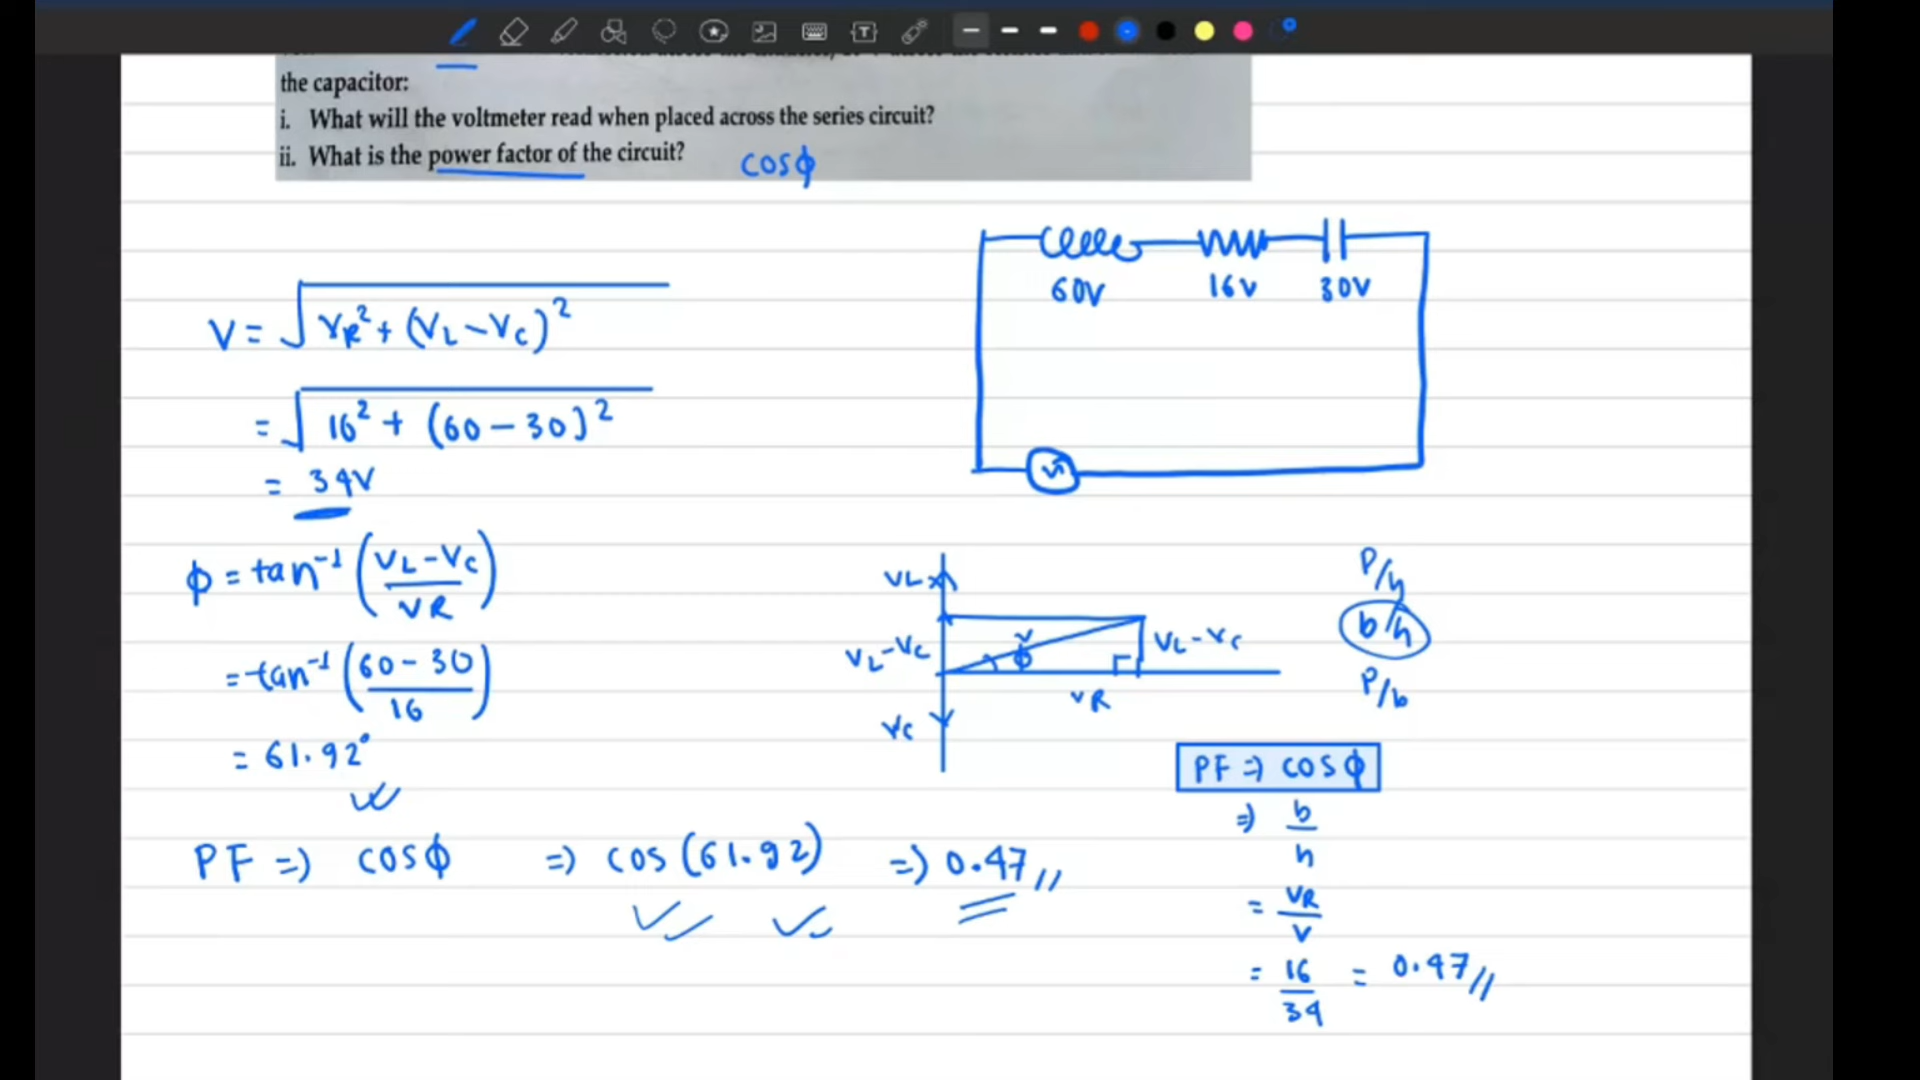 the capacitor:
i. What will the voltmeter read when placed across the series circuit?
ii. What is the power factor of the circuit? cosϕ
60V 16V 30V
V = √(VR² + (VL − VC)²)
= √(16² + (60 − 30)²)
= 34V
ϕ = tan⁻¹ (VL − VC / VR)
= tan⁻¹ (60 − 30 / 16)
= 61.92°
PF ⇒ cosϕ ⇒ cos(61.92) ⇒ 0.47//
VL
VL − VC
VC
V
ϕ
VR
VL − VC
P/h
b/h
P/b
PF ⇒ cosϕ
⇒ b/h
= VR/V
= 16/34 = 0.47//